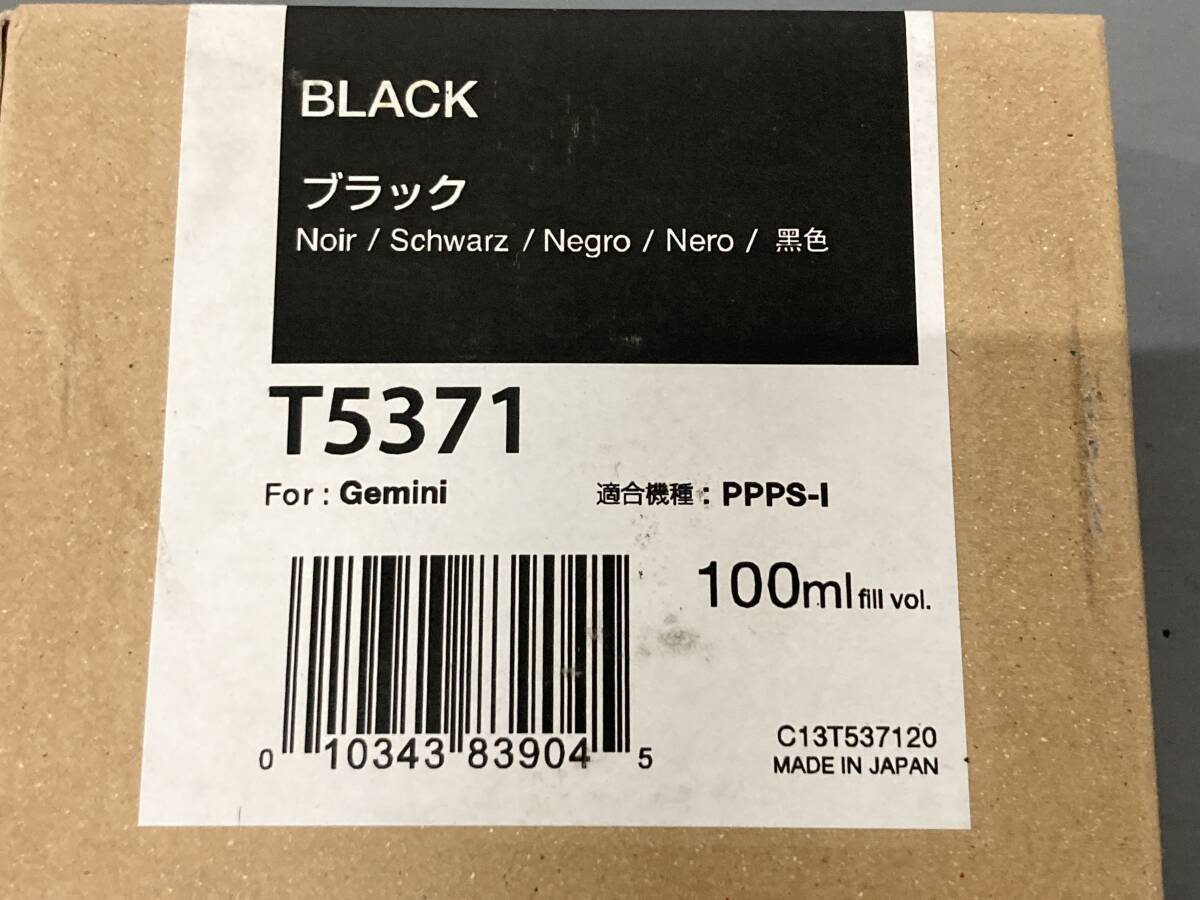 BLACK
ブラック
Noir / Schwarz / Negro / Nero / 黑色
T5371
For : Gemini 適合機種 : PPPS-I
100ml fill vol.
0 10343 83904 5
C13T537120
MADE IN JAPAN